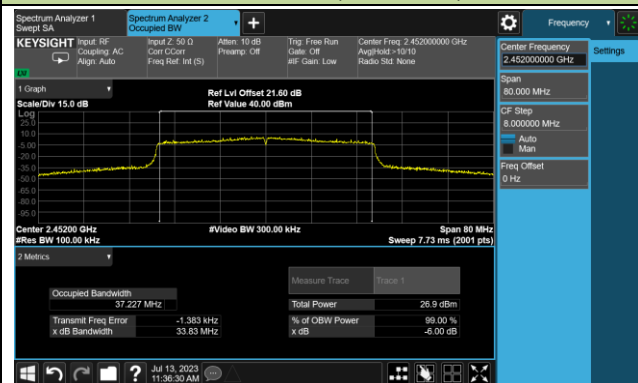 Spectrum Analyzer 1
Swept SA
Spectrum Analyzer 2
Occupied BW
Frequency
KEYSIGHT
Input: RF
Coupling: AC
Align: Auto
Input Z: 50 Ω
Corr CCorr
Freq Ref: Int (S)
Atten: 10 dB
Preamp: Off
Trig: Free Run
Gate: Off
#IF Gain: Low
Center Freq: 2.452000000 GHz
Avg|Hold:>10/10
Radio Std: None
Center Frequency
2.452000000 GHz
Settings
Span
80.000 MHz
CF Step
8.000000 MHz
Auto
Man
Freq Offset
0 Hz
1 Graph
Scale/Div 15.0 dB
Ref Lvl Offset 21.60 dB
Ref Value 40.00 dBm
Log
25.0
10.0
-5.00
-20.0
-35.0
-50.0
-65.0
-80.0
-95.0
Center 2.45200 GHz
#Video BW 300.00 kHz
Span 80 MHz
#Res BW 100.00 kHz
Sweep 7.73 ms (2001 pts)
2 Metrics
Measure Trace
Trace 1
Occupied Bandwidth
37.227 MHz
Total Power
26.9 dBm
Transmit Freq Error
-1.383 kHz
% of OBW Power
99.00 %
x dB Bandwidth
33.83 MHz
x dB
-6.00 dB
Jul 13, 2023
11:36:30 AM